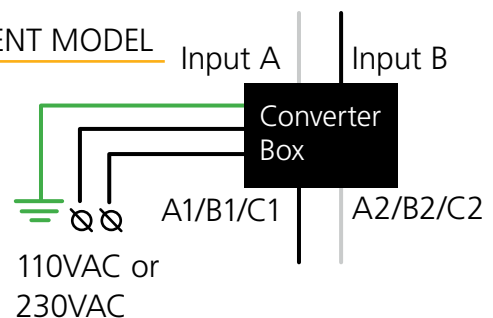 ENT MODEL
Input A
Input B
Converter
Box
A1/B1/C1
A2/B2/C2
110VAC or
230VAC